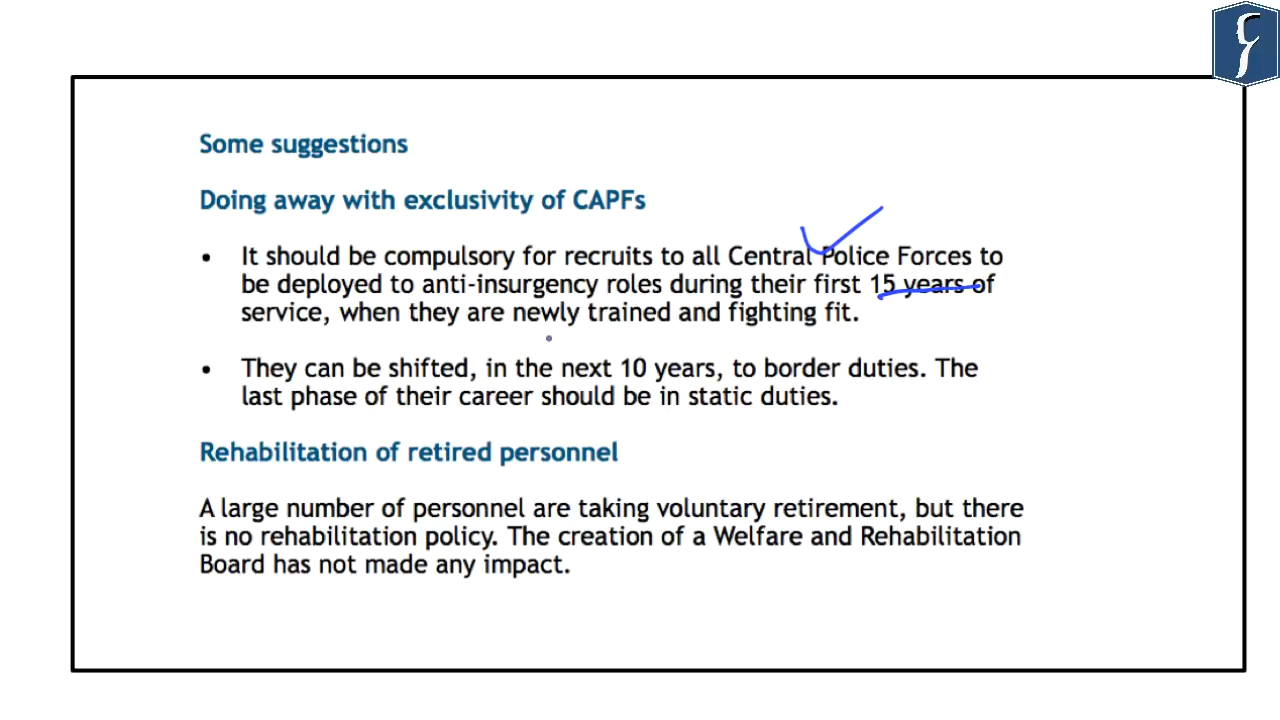 Some suggestions
Doing away with exclusivity of CAPFs
• It should be compulsory for recruits to all Central Police Forces to
be deployed to anti-insurgency roles during their first 15 years of
service, when they are newly trained and fighting fit.
• They can be shifted, in the next 10 years, to border duties. The
last phase of their career should be in static duties.
Rehabilitation of retired personnel
A large number of personnel are taking voluntary retirement, but there
is no rehabilitation policy. The creation of a Welfare and Rehabilitation
Board has not made any impact.